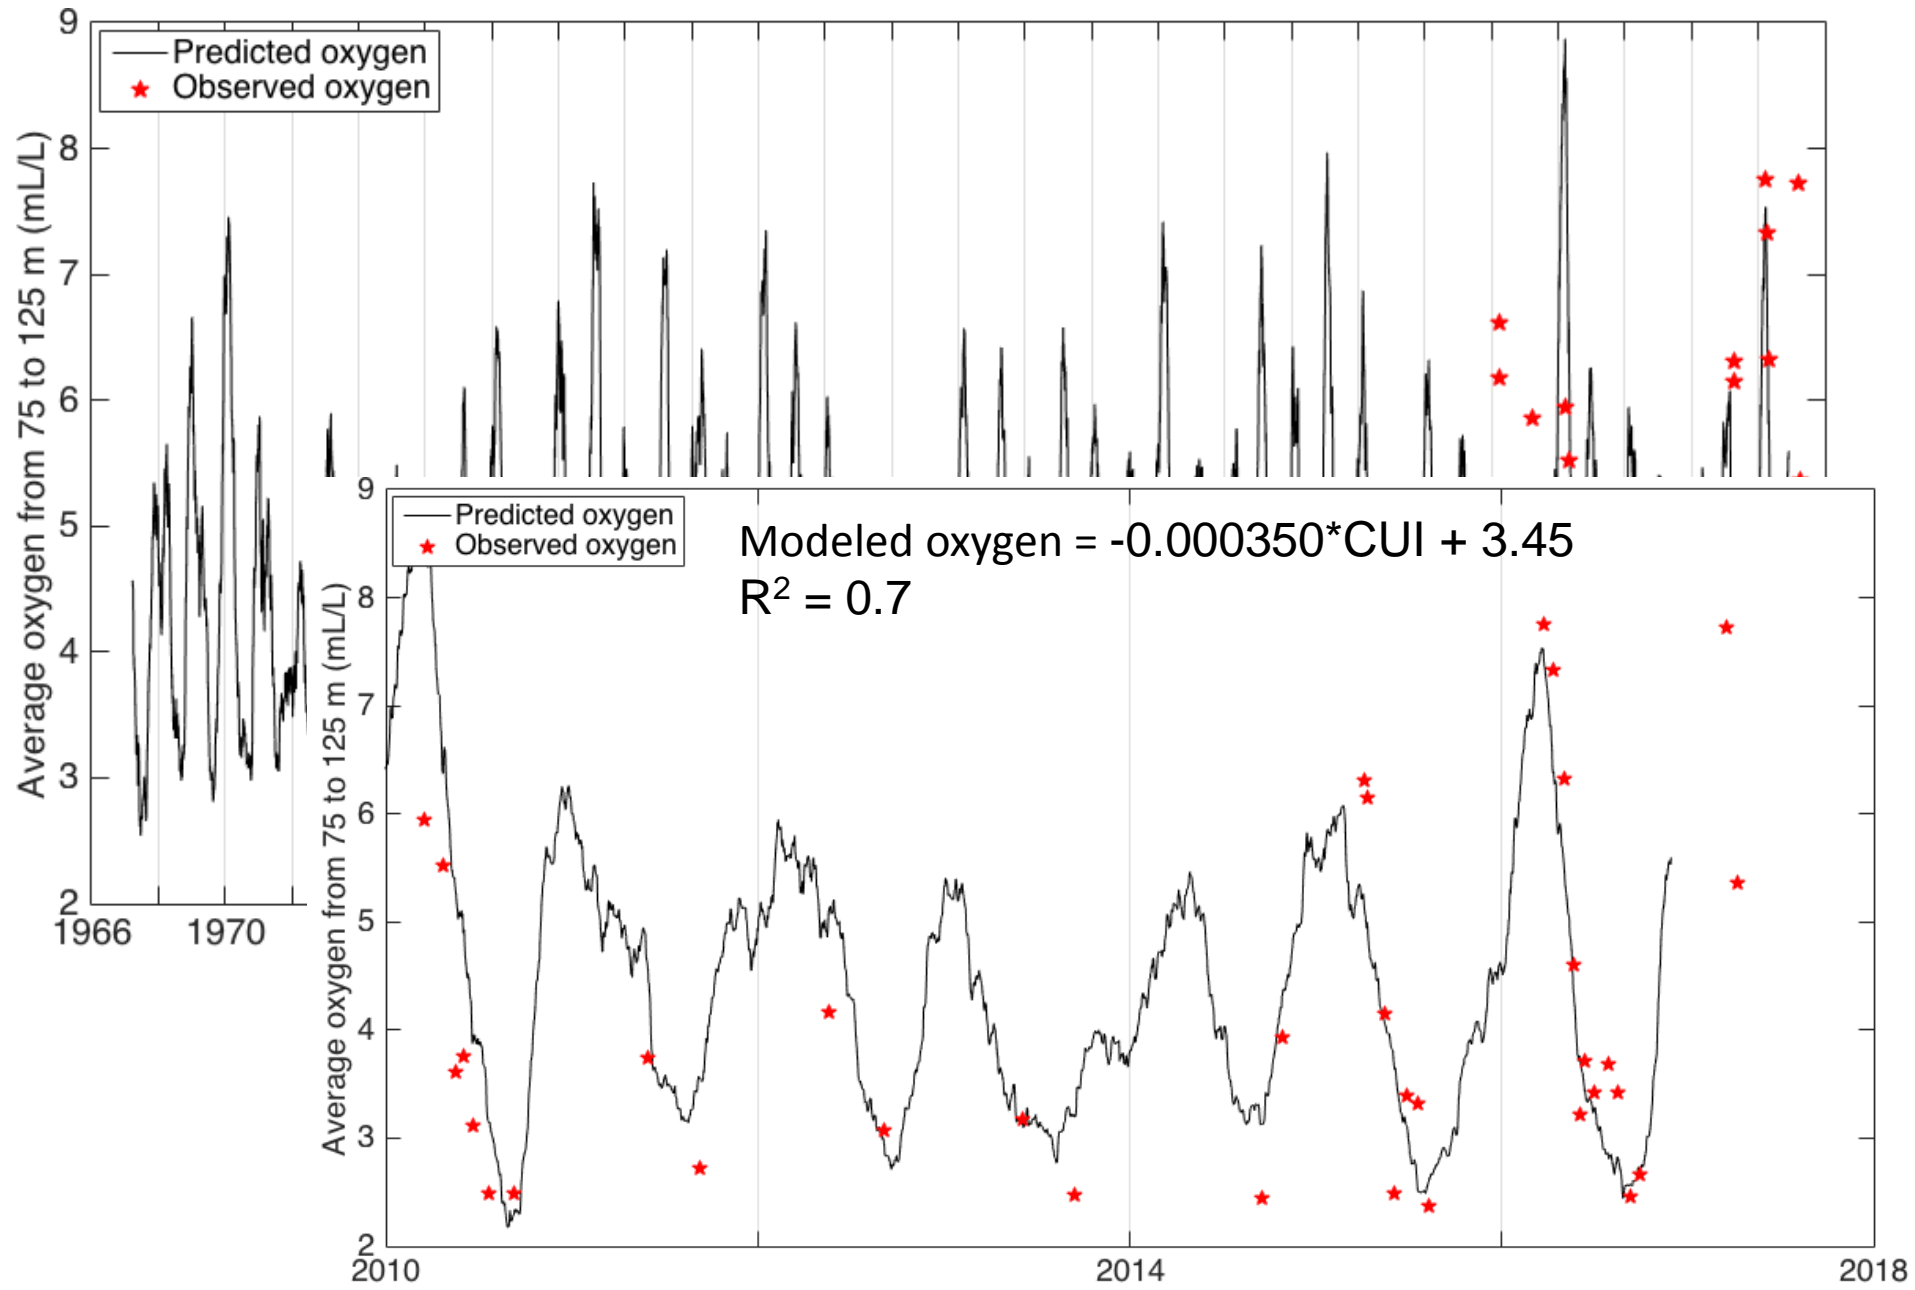 9
Predicted oxygen
Observed oxygen
8
7
6
5
4
3
2
Average oxygen from 75 to 125 m (mL/L)
1966 1970
9
Predicted oxygen
Observed oxygen
Modeled oxygen = -0.000350*CUI + 3.45
R² = 0.7
8
7
6
5
4
3
2
Average oxygen from 75 to 125 m (mL/L)
2010 2014 2018